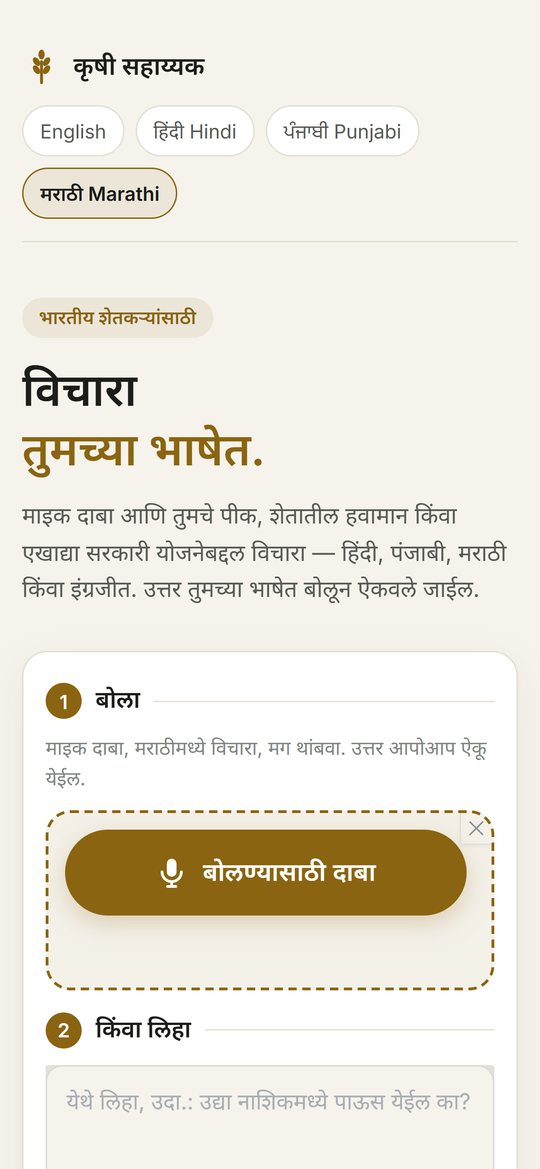 कृषी सहाय्यक
English
हिंदी Hindi
ਪੰਜਾਬੀ Punjabi
मराठी Marathi
भारतीय शेतकऱ्यांसाठी
विचारा
तुमच्या भाषेत.
माइक दाबा आणि तुमचे पीक, शेतातील हवामान किंवा
एखाद्या सरकारी योजनेबद्दल विचारा — हिंदी, पंजाबी, मराठी
किंवा इंग्रजीत. उत्तर तुमच्या भाषेत बोलून ऐकवले जाईल.
1 बोला
माइक दाबा, मराठीमध्ये विचारा, मग थांबवा. उत्तर आपोआप ऐकू
येईल.
बोलण्यासाठी दाबा
2 किंवा लिहा
येथे लिहा, उदा.: उद्या नाशिकमध्ये पाऊस येईल का?